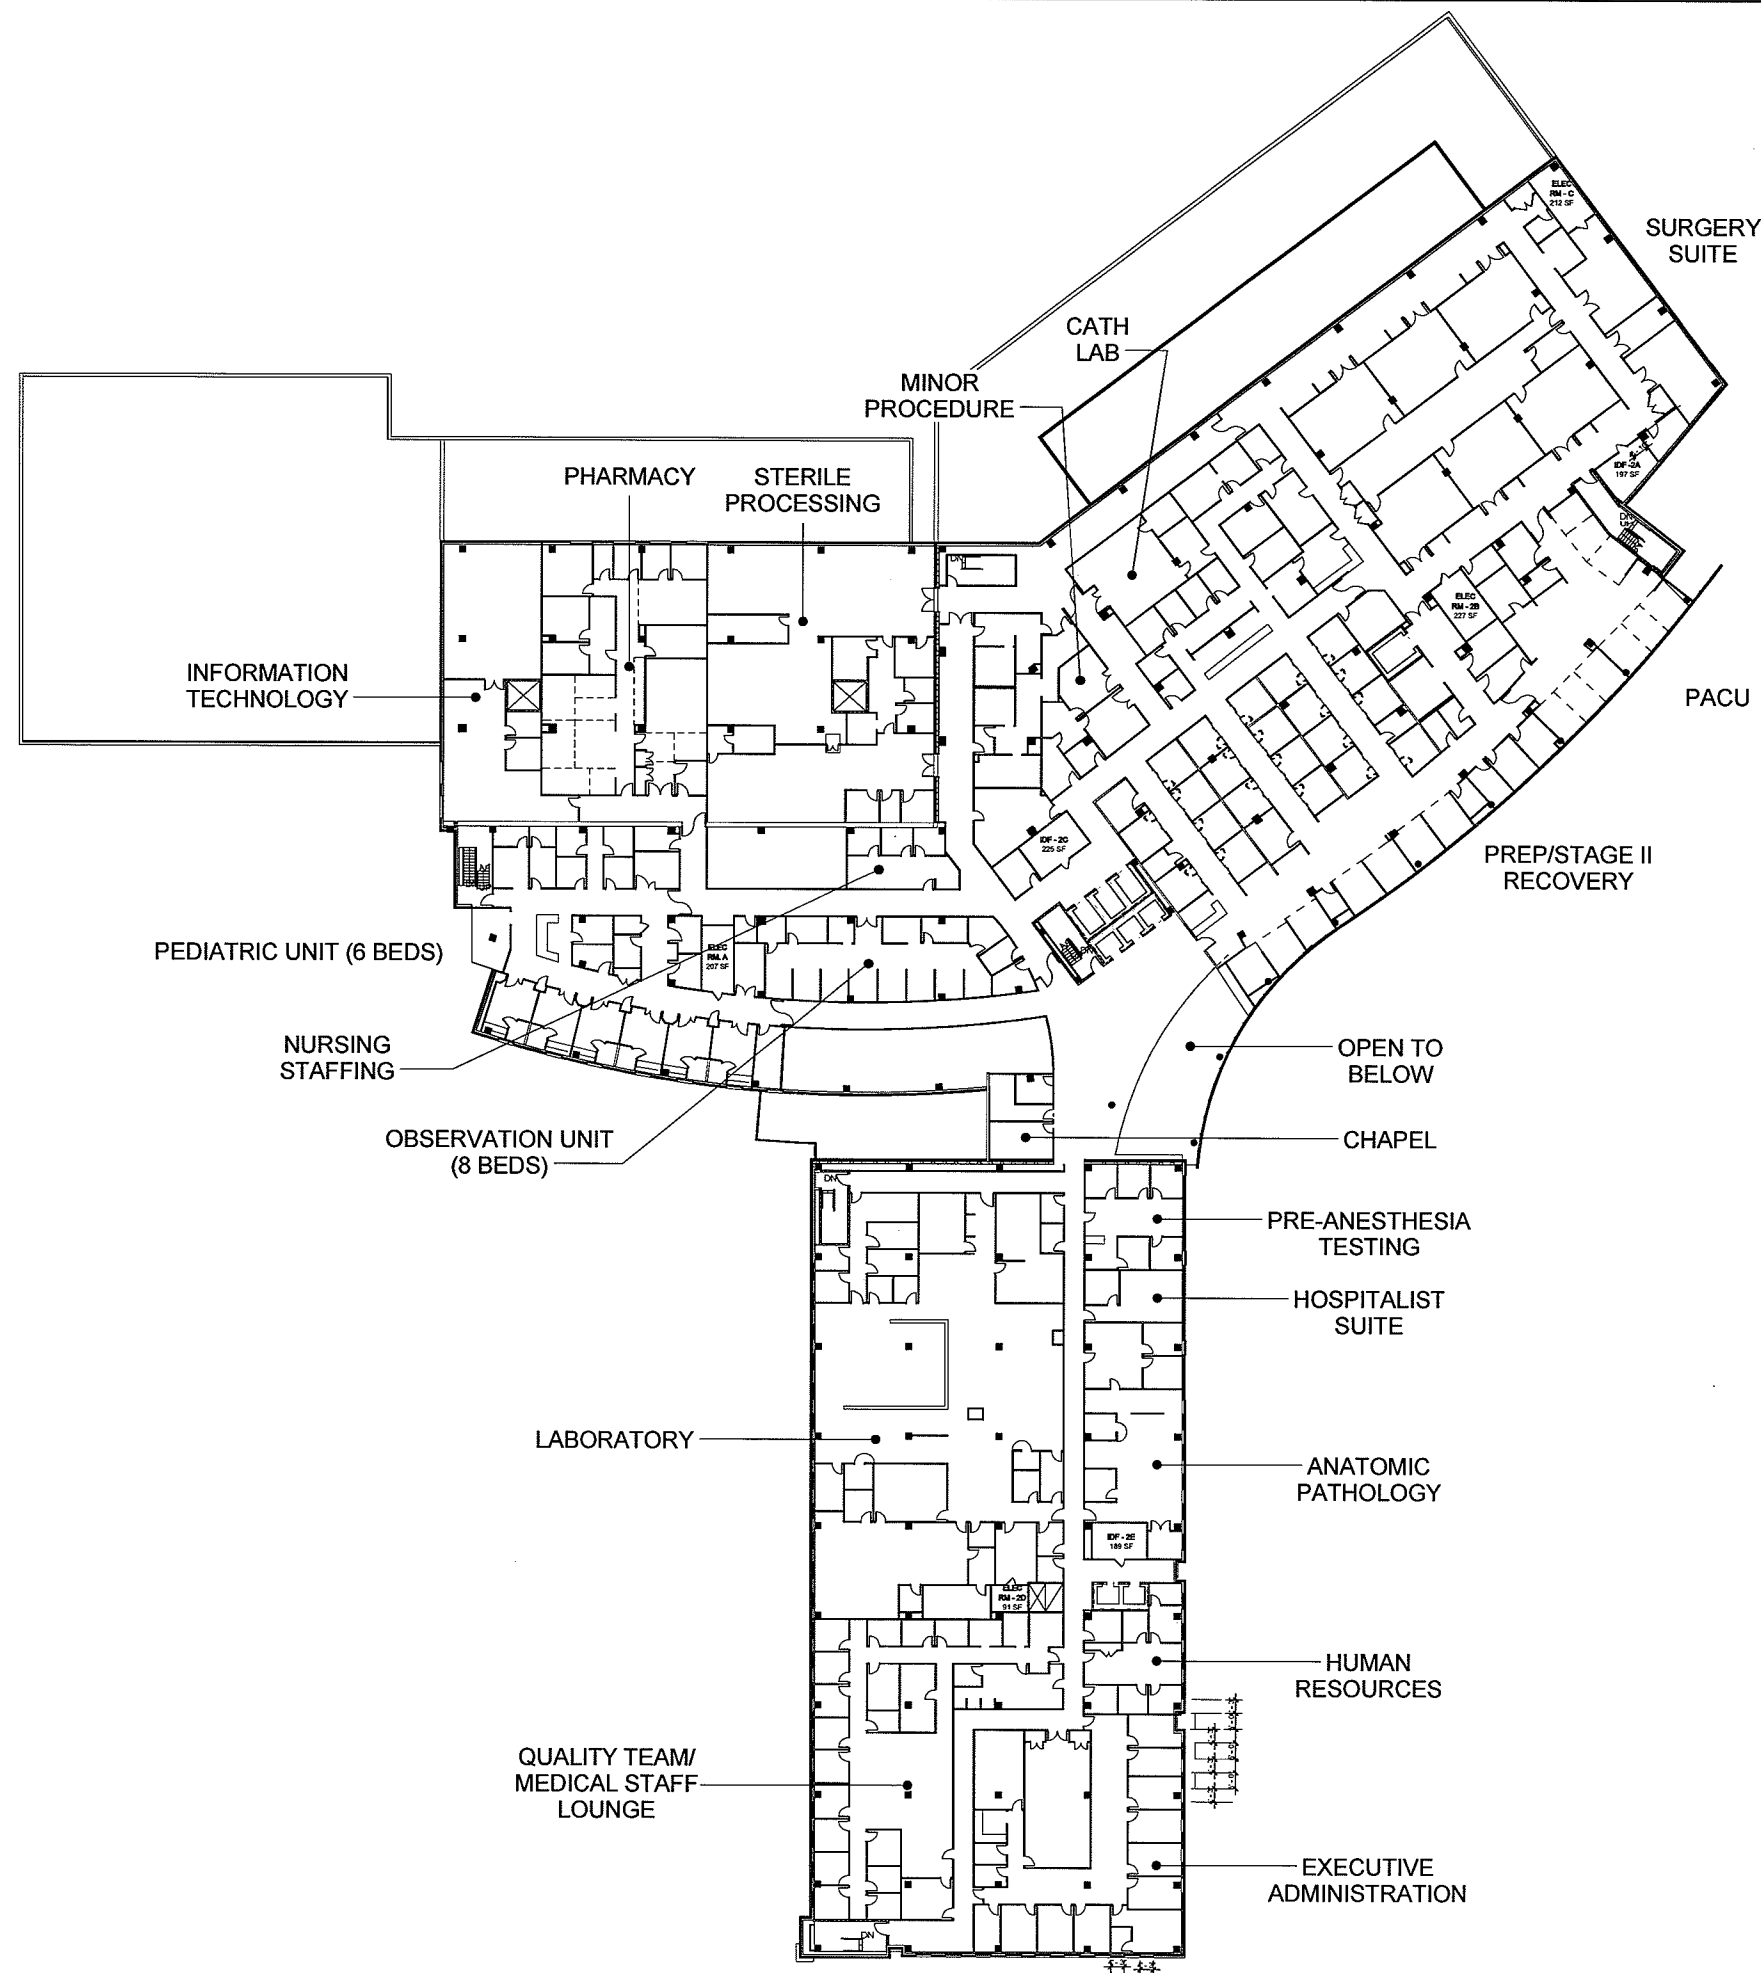 ELEC
RM - C
212 SF
SURGERY
SUITE
CATH
LAB
MINOR
PROCEDURE
IDF - 2A
197 SF
PHARMACY
STERILE
PROCESSING
DN
DN
ELEC
RM - 2B
227 SF
INFORMATION
TECHNOLOGY
PACU
IDF - 2C
225 SF
PREP/STAGE II
RECOVERY
PEDIATRIC UNIT (6 BEDS)
ELEC
RM. A
207 SF
NURSING
STAFFING
OPEN TO
BELOW
OBSERVATION UNIT
(8 BEDS)
CHAPEL
DN
PRE-ANESTHESIA
TESTING
HOSPITALIST
SUITE
LABORATORY
ANATOMIC
PATHOLOGY
IDF - 2E
189 SF
ELEC
RM - 2D
91 SF
HUMAN
RESOURCES
QUALITY TEAM/
MEDICAL STAFF
LOUNGE
EXECUTIVE
ADMINISTRATION
DN